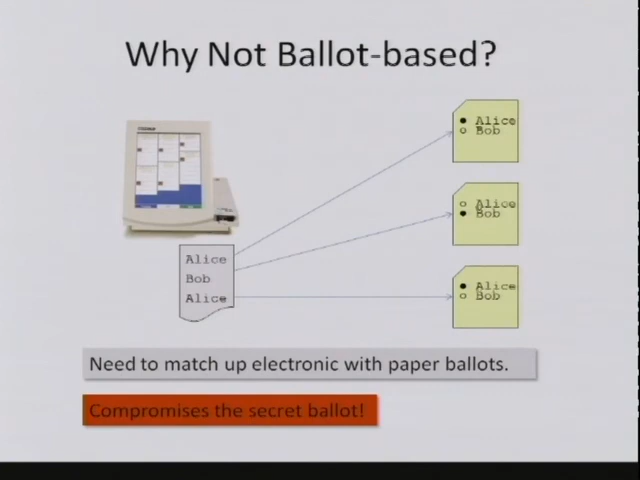 Why Not Ballot-based?
Alice
Bob
Alice
Bob
Alice
Bob
Alice
Bob
Alice
Need to match up electronic with paper ballots.
Compromises the secret ballot!